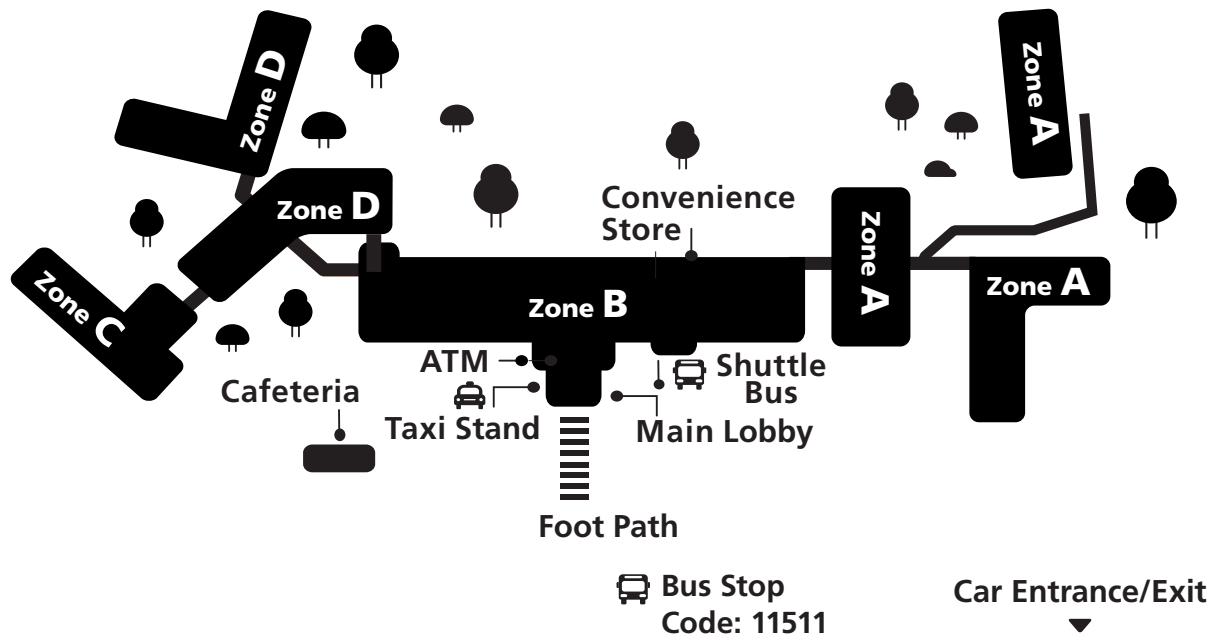 Zone D
Zone A
Zone D
Convenience
Store
Zone A
Zone C
Zone B
Zone A
ATM
Shuttle
Bus
Cafeteria
Taxi Stand
Main Lobby
Foot Path
Bus Stop
Code: 11511
Car Entrance/Exit